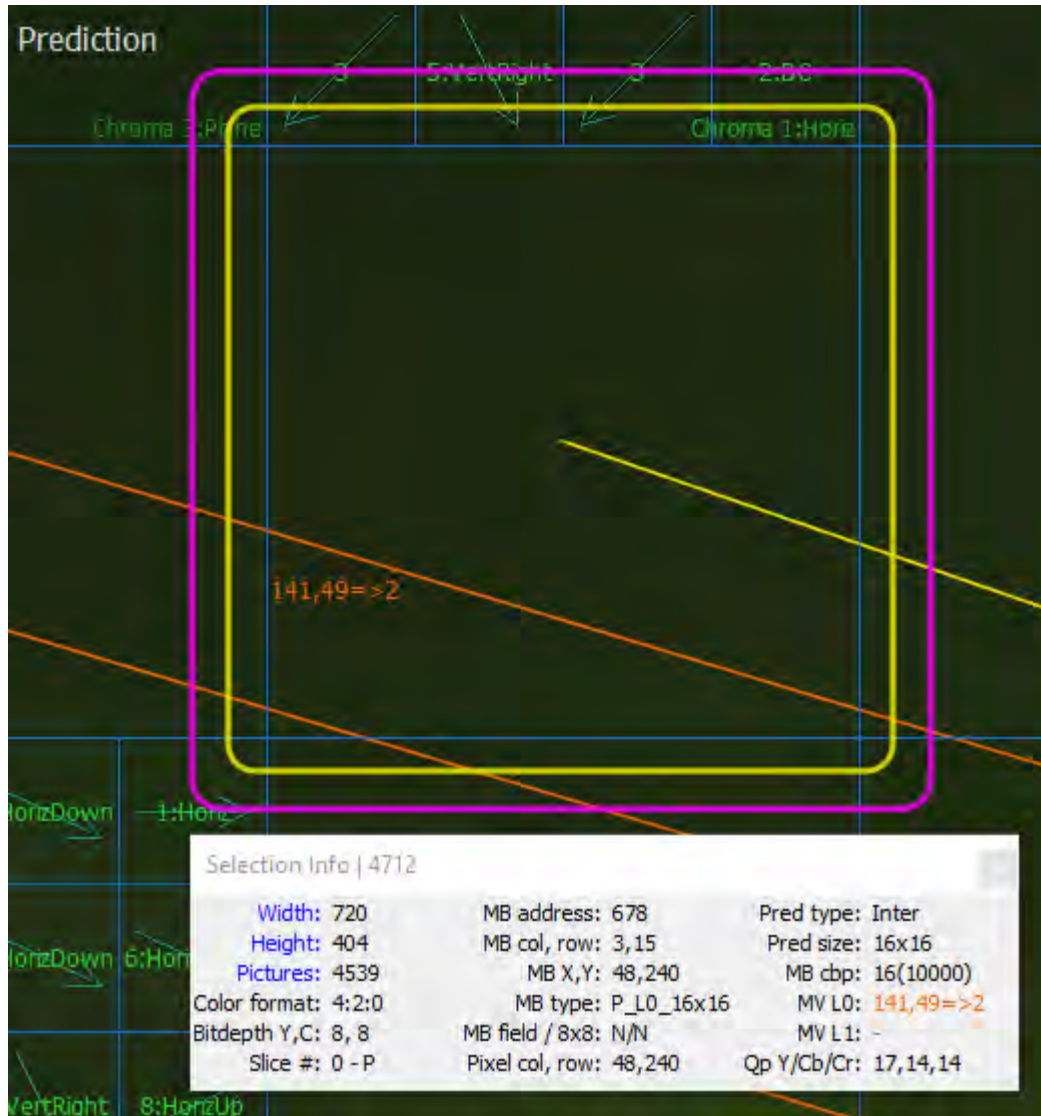 Prediction
3 5:VertRight 3 2:DC
Chroma 3:Plane Chroma 1:Horiz
141,49=>2
HorizDown 1:Horiz
Selection Info | 4712
Width: 720 MB address: 678 Pred type: Inter
Height: 404 MB col, row: 3,15 Pred size: 16x16
HorizDown 6:Hori Pictures: 4539 MB X,Y: 48,240 MB cbp: 16(10000)
Color format: 4:2:0 MB type: P_L0_16x16 MV L0: 141,49=>2
Bitdepth Y,C: 8, 8 MB field / 8x8: N/N MV L1: -
Slice #: 0 - P Pixel col, row: 48,240 Qp Y/Cb/Cr: 17,14,14
VertRight 8:HorizUp